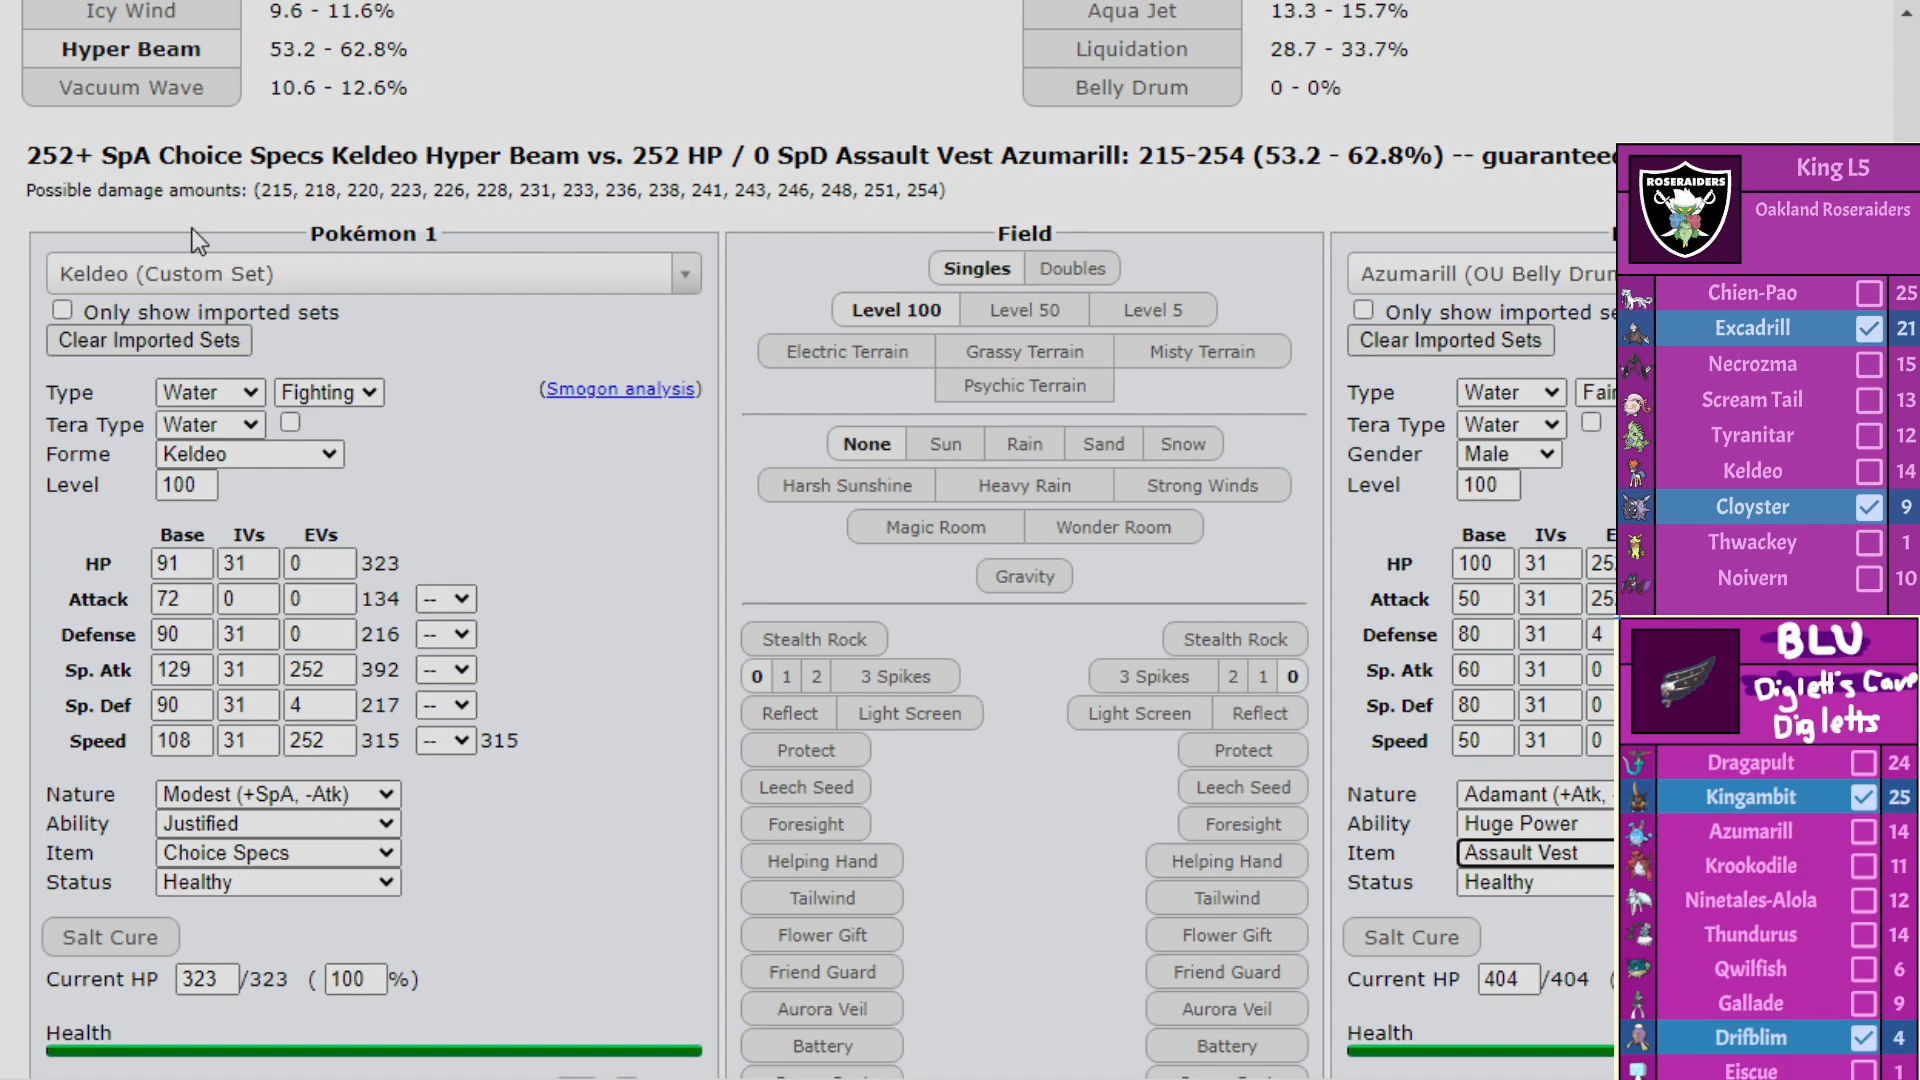 Icy Wind 9.6 - 11.6%
Aqua Jet 13.3 - 15.7%
Hyper Beam 53.2 - 62.8%
Liquidation 28.7 - 33.7%
Vacuum Wave 10.6 - 12.6%
Belly Drum 0 - 0%
252+ SpA Choice Specs Keldeo Hyper Beam vs. 252 HP / 0 SpD Assault Vest Azumarill: 215-254 (53.2 - 62.8%) -- guaranteed
Possible damage amounts: (215, 218, 220, 223, 226, 228, 231, 233, 236, 238, 241, 243, 246, 248, 251, 254)
Pokémon 1
Keldeo (Custom Set)
Only show imported sets
Clear Imported Sets
Type Water Fighting (Smogon analysis)
Tera Type Water
Forme Keldeo
Level 100
Base IVs EVs
HP 91 31 0 323
Attack 72 0 0 134 --
Defense 90 31 0 216 --
Sp. Atk 129 31 252 392 --
Sp. Def 90 31 4 217 --
Speed 108 31 252 315 -- 315
Nature Modest (+SpA, -Atk)
Ability Justified
Item Choice Specs
Status Healthy
Salt Cure
Current HP 323/323 ( 100 %)
Health
Field
Singles Doubles
Level 100 Level 50 Level 5
Electric Terrain Grassy Terrain Misty Terrain
Psychic Terrain
None Sun Rain Sand Snow
Harsh Sunshine Heavy Rain Strong Winds
Magic Room Wonder Room
Gravity
Stealth Rock Stealth Rock
0 1 2 3 Spikes 3 Spikes 2 1 0
Reflect Light Screen Light Screen Reflect
Protect Protect
Leech Seed Leech Seed
Foresight Foresight
Helping Hand Helping Hand
Tailwind Tailwind
Flower Gift Flower Gift
Friend Guard Friend Guard
Aurora Veil Aurora Veil
Battery Battery
Azumarill (OU Belly Drum
Only show imported se
Clear Imported Sets
Type Water Fair
Tera Type Water
Gender Male
Level 100
Base IVs E
HP 100 31 25
Attack 50 31 25
Defense 80 31 4
Sp. Atk 60 31 0
Sp. Def 80 31 0
Speed 50 31 0
Nature Adamant (+Atk,
Ability Huge Power
Item Assault Vest
Status Healthy
Salt Cure
Current HP 404/404 (
Health
ROSERAIDERS
King L5
Oakland Roseraiders
Chien-Pao 25
Excadrill 21
Necrozma 15
Scream Tail 13
Tyranitar 12
Keldeo 14
Cloyster 9
Thwackey 1
Noivern 10
BLU
Diglett's Cave
Digletts
Dragapult 24
Kingambit 25
Azumarill 14
Krookodile 11
Ninetales-Alola 12
Thundurus 14
Qwilfish 6
Gallade 9
Drifblim 4
Eiscue 1